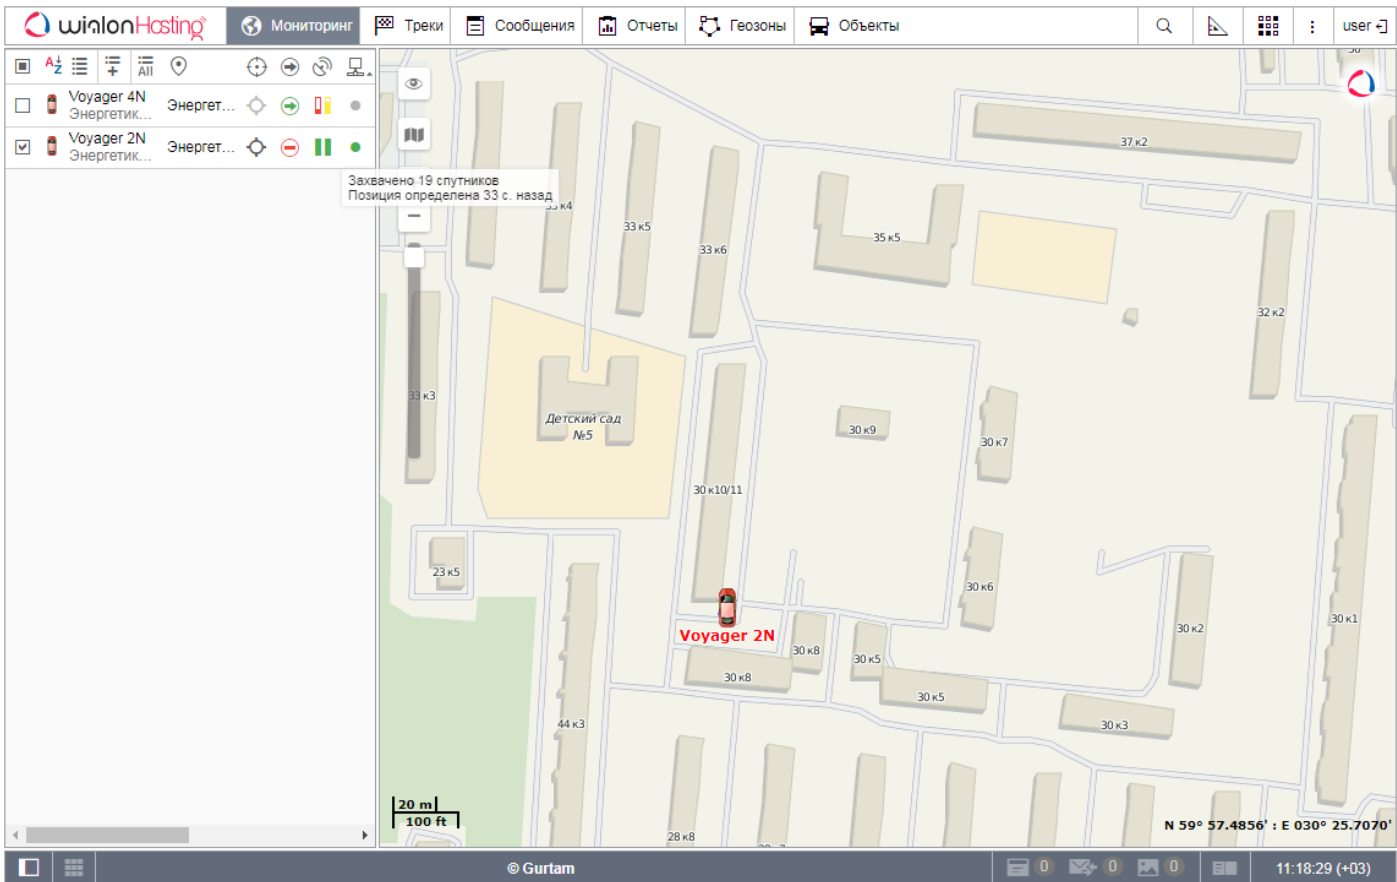 wialonHosting
Мониторинг
Треки
Сообщения
Отчеты
Геозоны
Объекты
user
AZ
All
Voyager 4N
Энергетик...
Энергет...
Voyager 2N
Энергетик...
Энергет...
Захвачено 19 спутников
Позиция определена 33 с. назад
37 к2
33 к4
33 к5
33 к6
35 к5
32 к2
33 к3
Детский сад
№5
30 к9
30 к7
30 к10/11
23 к5
30 к6
30 к1
Voyager 2N
30 к2
30 к8
30 к5
30 к8
30 к5
44 к3
30 к3
20 m
100 ft
28 к8
N 59° 57.4856' : E 030° 25.7070'
© Gurtam
0
0
0
11:18:29 (+03)